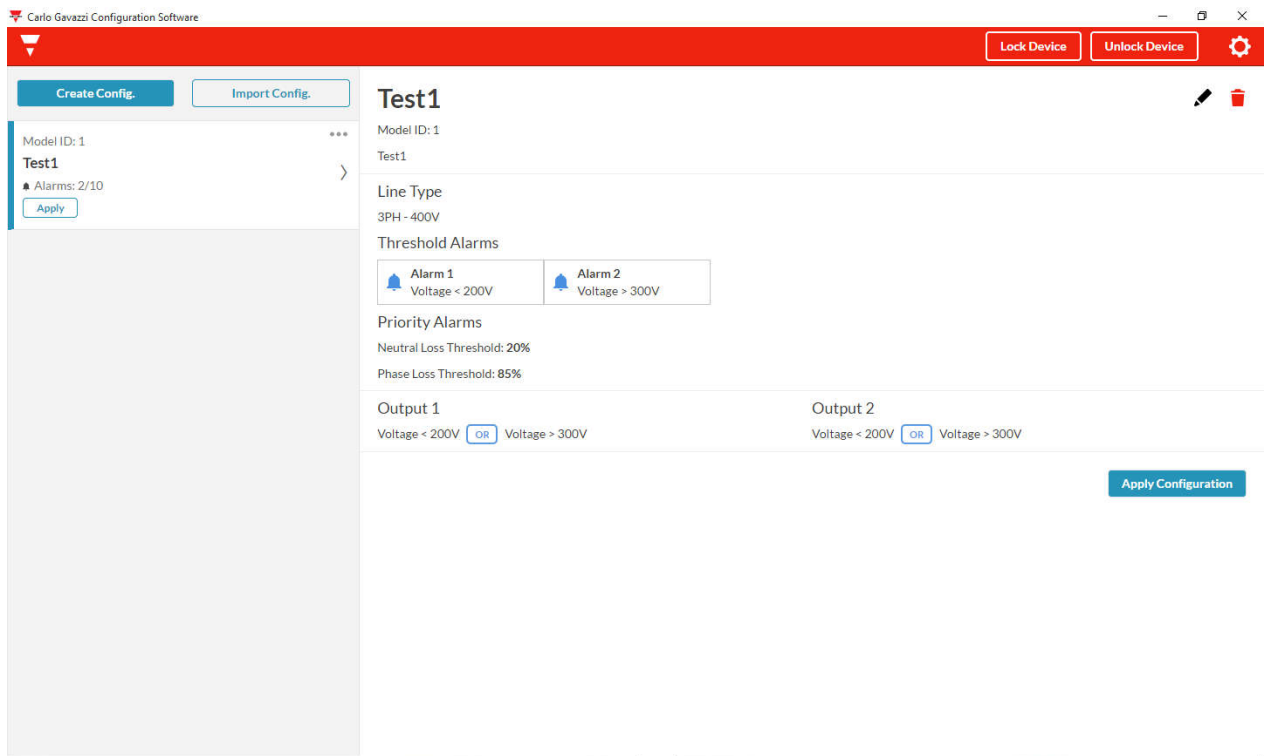 Carlo Gavazzi Configuration Software
Lock Device
Unlock Device
Create Config.
Import Config.
Model ID: 1
Test1
Alarms: 2/10
Apply
Test1
Model ID: 1
Test1
Line Type
3PH - 400V
Threshold Alarms
Alarm 1
Voltage < 200V
Alarm 2
Voltage > 300V
Priority Alarms
Neutral Loss Threshold: 20%
Phase Loss Threshold: 85%
Output 1
Voltage < 200V OR Voltage > 300V
Output 2
Voltage < 200V OR Voltage > 300V
Apply Configuration